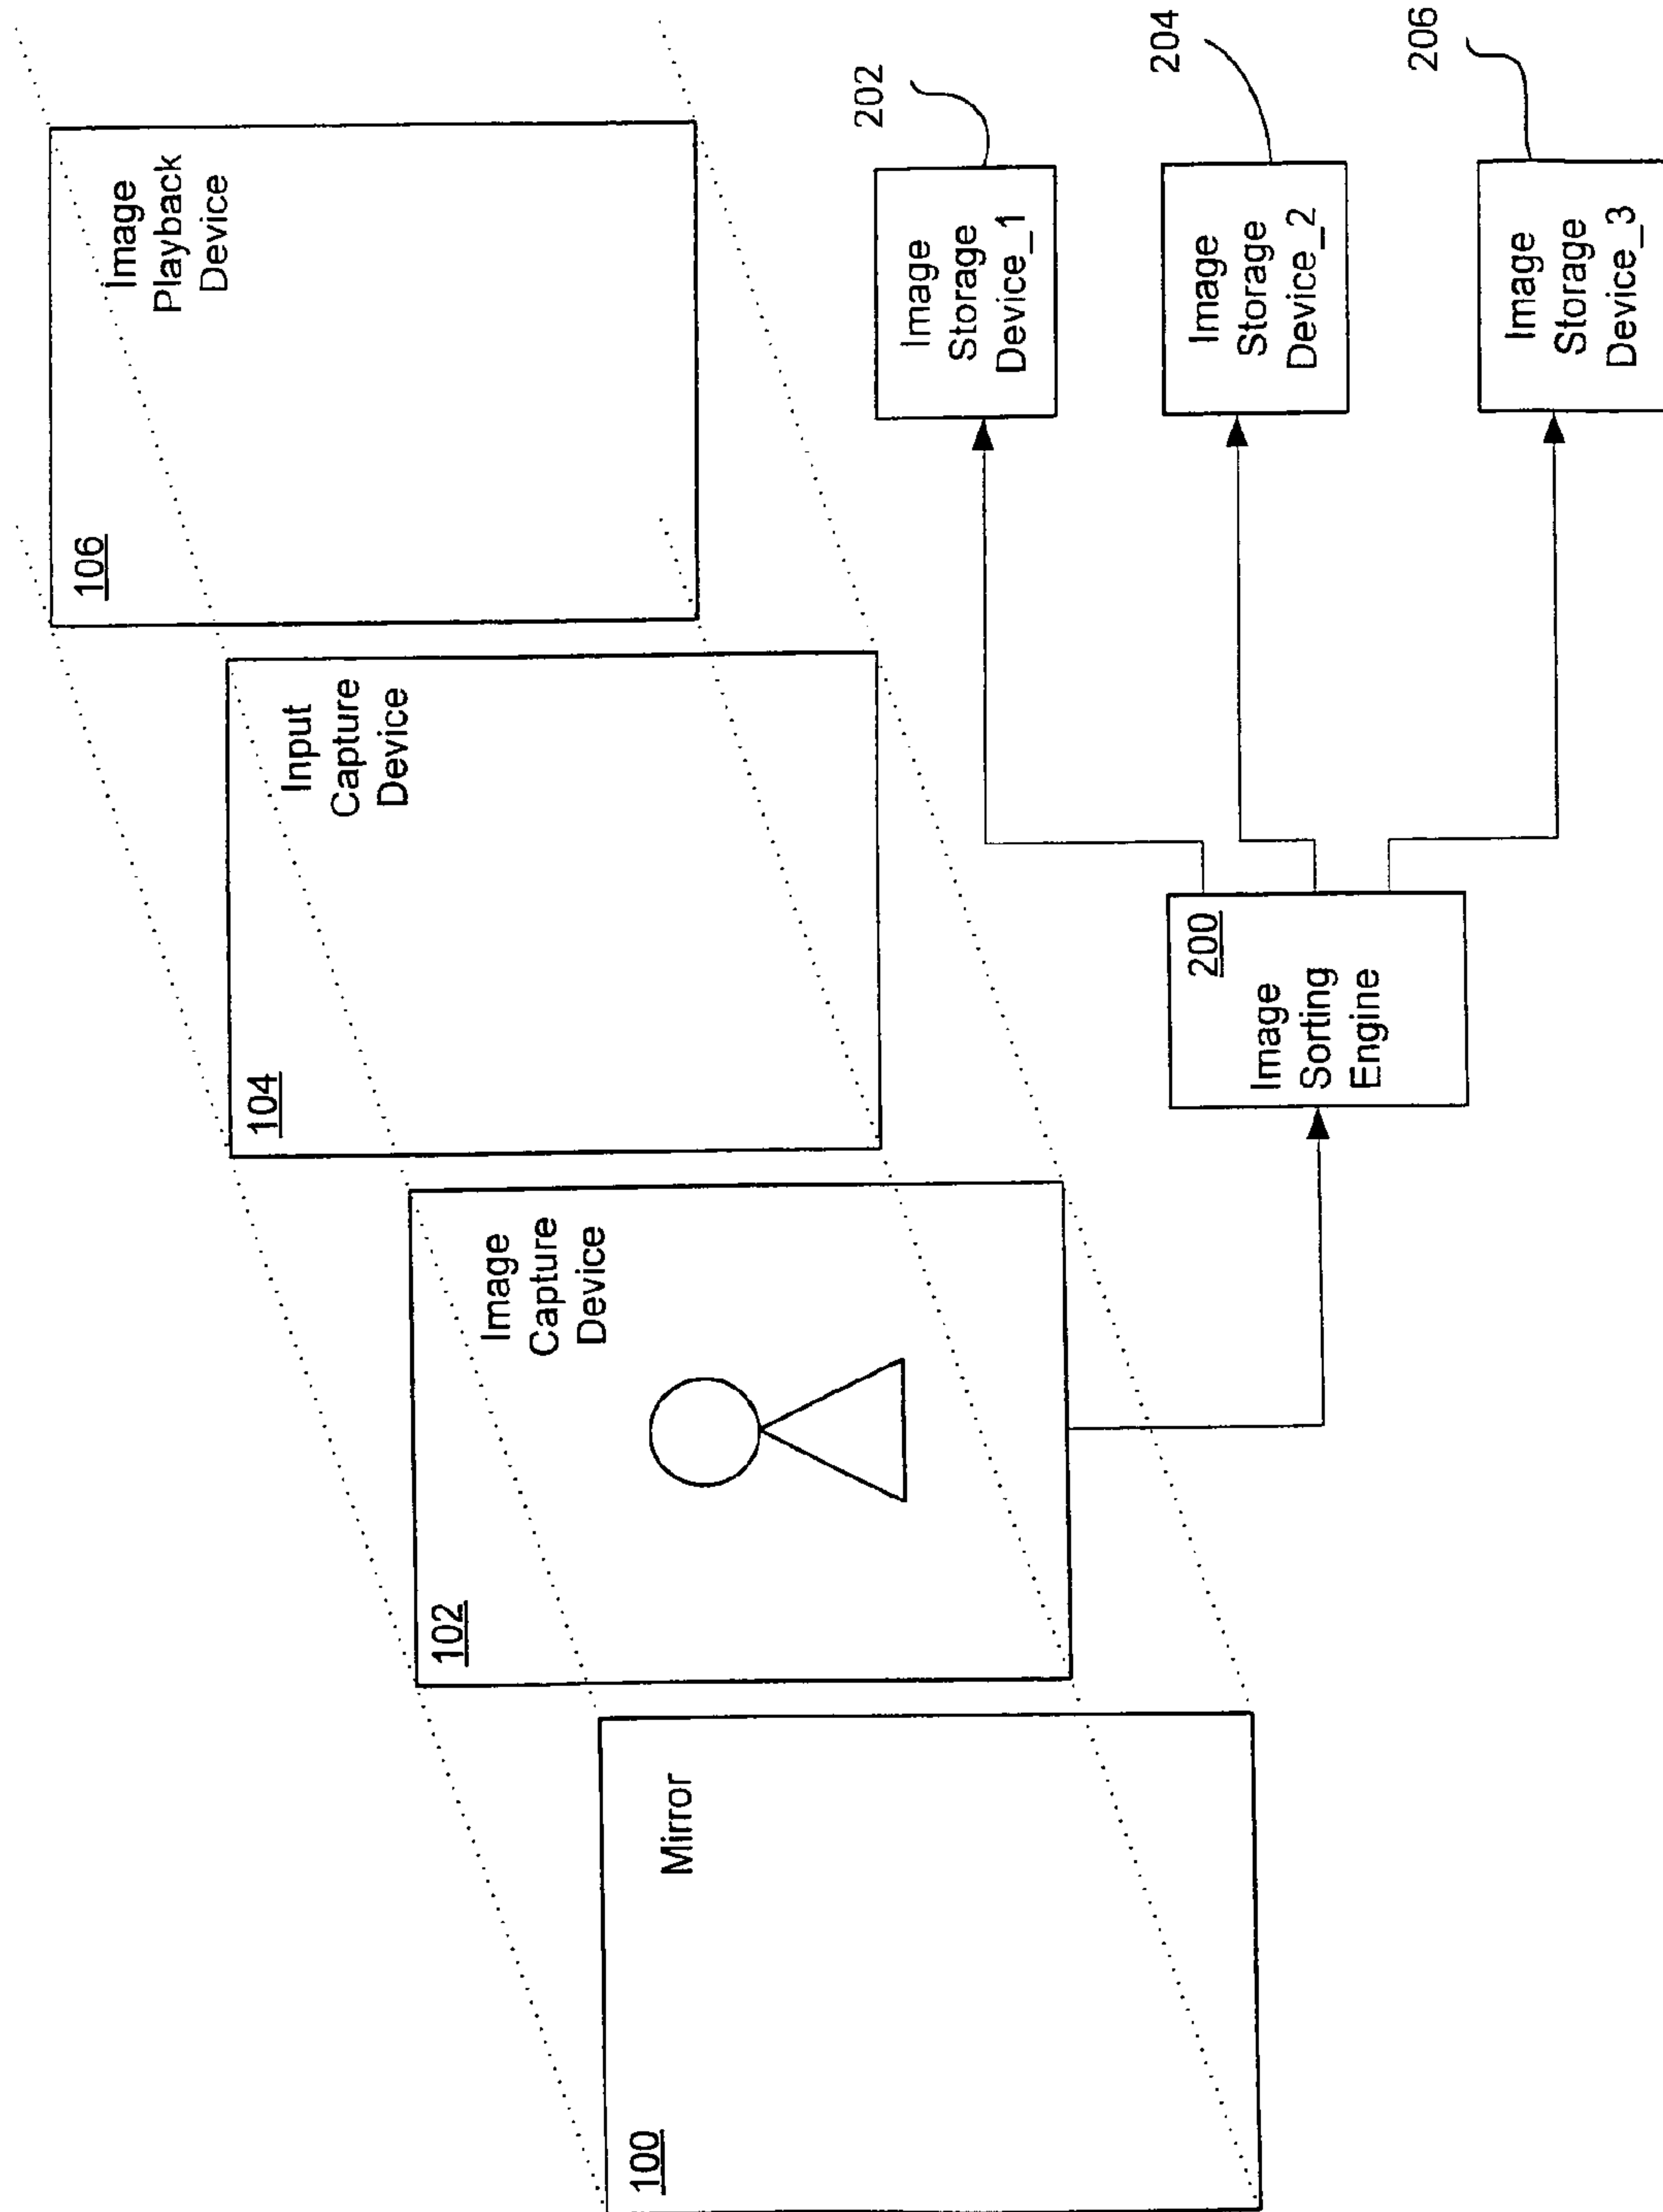 100
Mirror
102
Image
Capture
Device
104
Input
Capture
Device
106
Image
Playback
Device
200
Image
Sorting
Engine
202
Image
Storage
Device_1
204
Image
Storage
Device_2
206
Image
Storage
Device_3